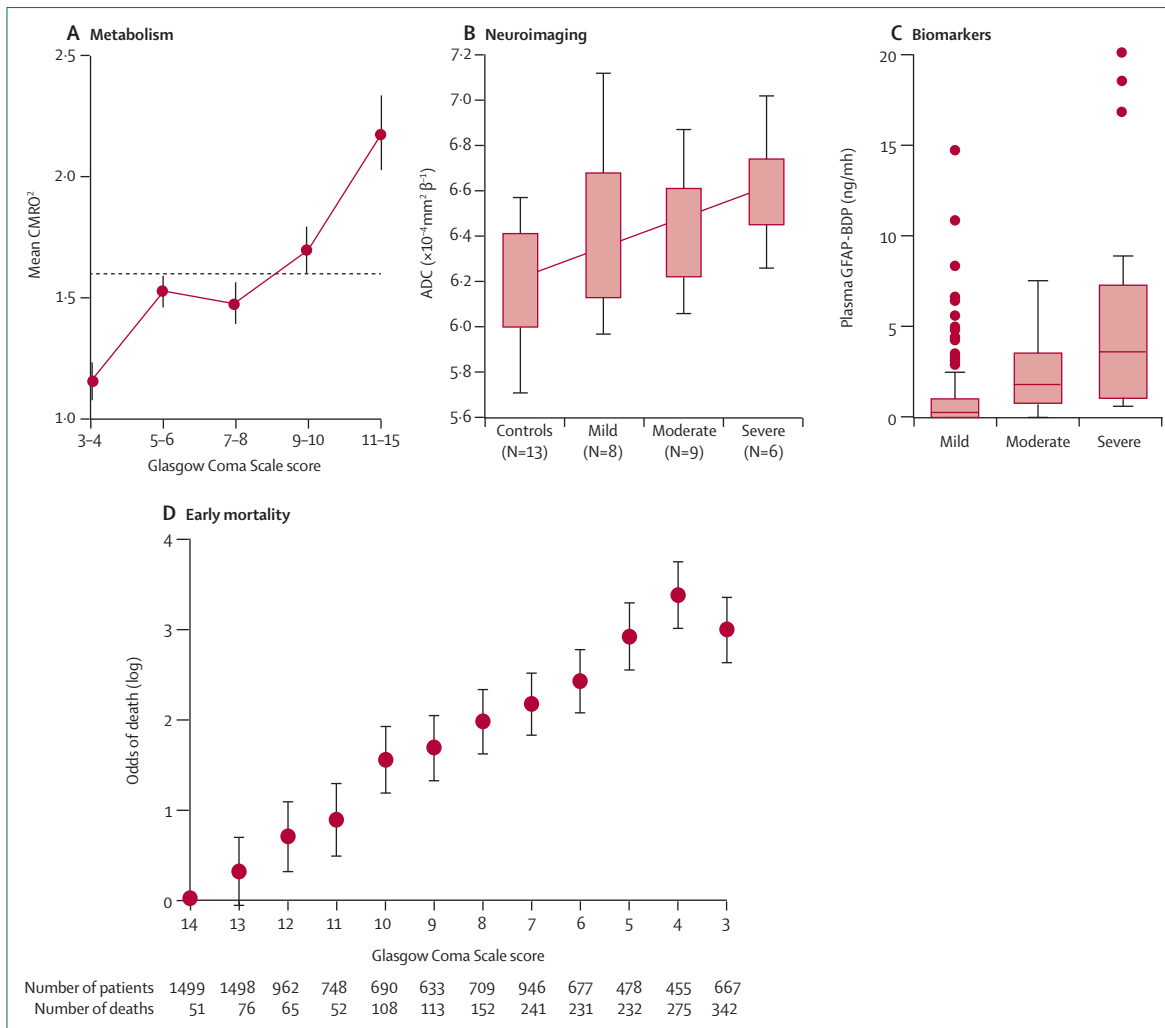 A Metabolism
2·5
2·0
1·5
1·0
Mean CMRO²
3–4 5–6 7–8 9–10 11–15
Glasgow Coma Scale score
B Neuroimaging
7·2
7·0
6·8
6·6
6·4
6·2
6·0
5·8
5·6
ADC (×10⁻⁴ mm² β⁻¹)
Controls Mild Moderate Severe
(N=13) (N=8) (N=9) (N=6)
C Biomarkers
20
15
10
5
0
Plasma GFAP-BDP (ng/mh)
Mild Moderate Severe
D Early mortality
4
3
2
1
0
Odds of death (log)
14 13 12 11 10 9 8 7 6 5 4 3
Glasgow Coma Scale score
Number of patients 1499 1498 962 748 690 633 709 946 677 478 455 667
Number of deaths 51 76 65 52 108 113 152 241 231 232 275 342